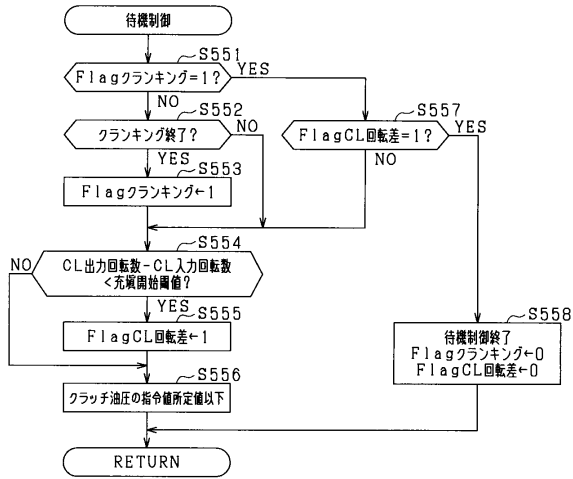 待機制御
S551
Flagクランキング=1?
YES
NO
S552
クランキング終了?
NO
YES
S557
FlagCL回転差=1?
YES
NO
S553
Flagクランキング←1
S554
CL出力回転数-CL入力回転数
<充填開始閾値?
NO
YES
S555
FlagCL回転差←1
S558
待機制御終了
Flagクランキング←0
FlagCL回転差←0
S556
クラッチ油圧の指令値所定値以下
RETURN